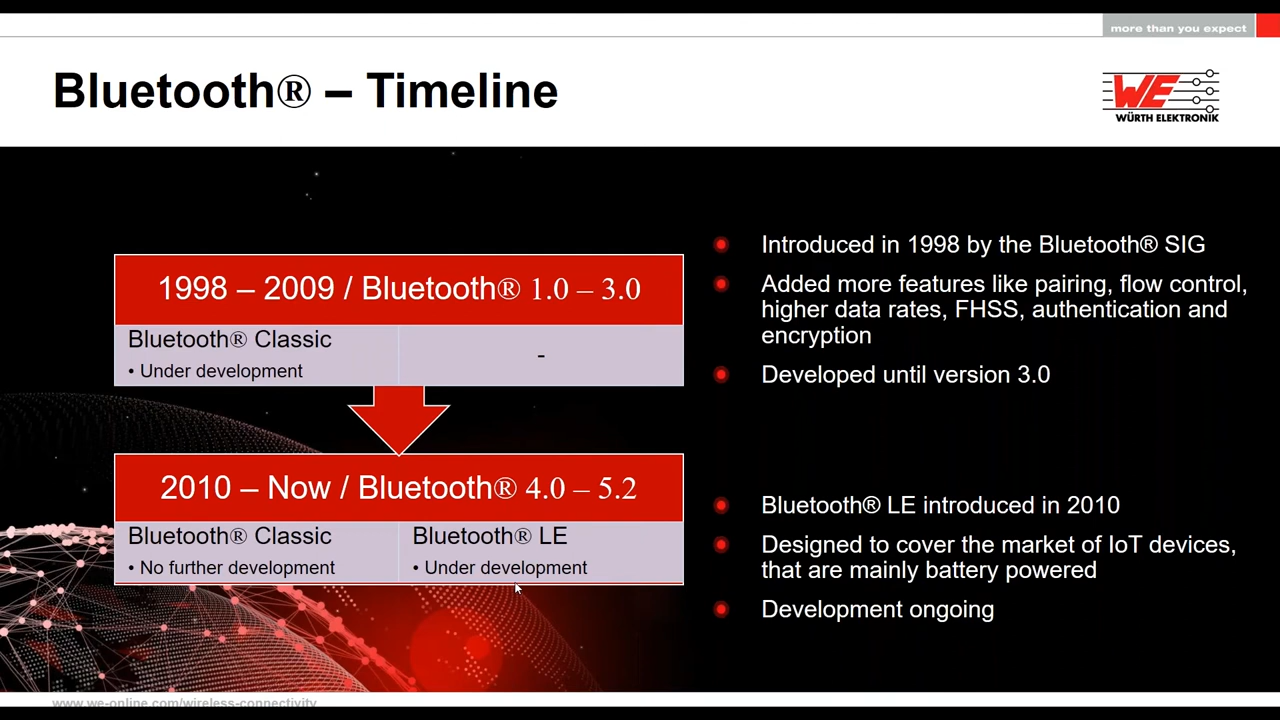 more than you expect
Bluetooth® – Timeline
WE
WÜRTH ELEKTRONIK
1998 – 2009 / Bluetooth® 1.0 – 3.0
Bluetooth® Classic
• Under development
-
Introduced in 1998 by the Bluetooth® SIG
Added more features like pairing, flow control,
higher data rates, FHSS, authentication and
encryption
Developed until version 3.0
2010 – Now / Bluetooth® 4.0 – 5.2
Bluetooth® Classic
• No further development
Bluetooth® LE
• Under development
Bluetooth® LE introduced in 2010
Designed to cover the market of IoT devices,
that are mainly battery powered
Development ongoing
www.we-online.com/wireless-connectivity